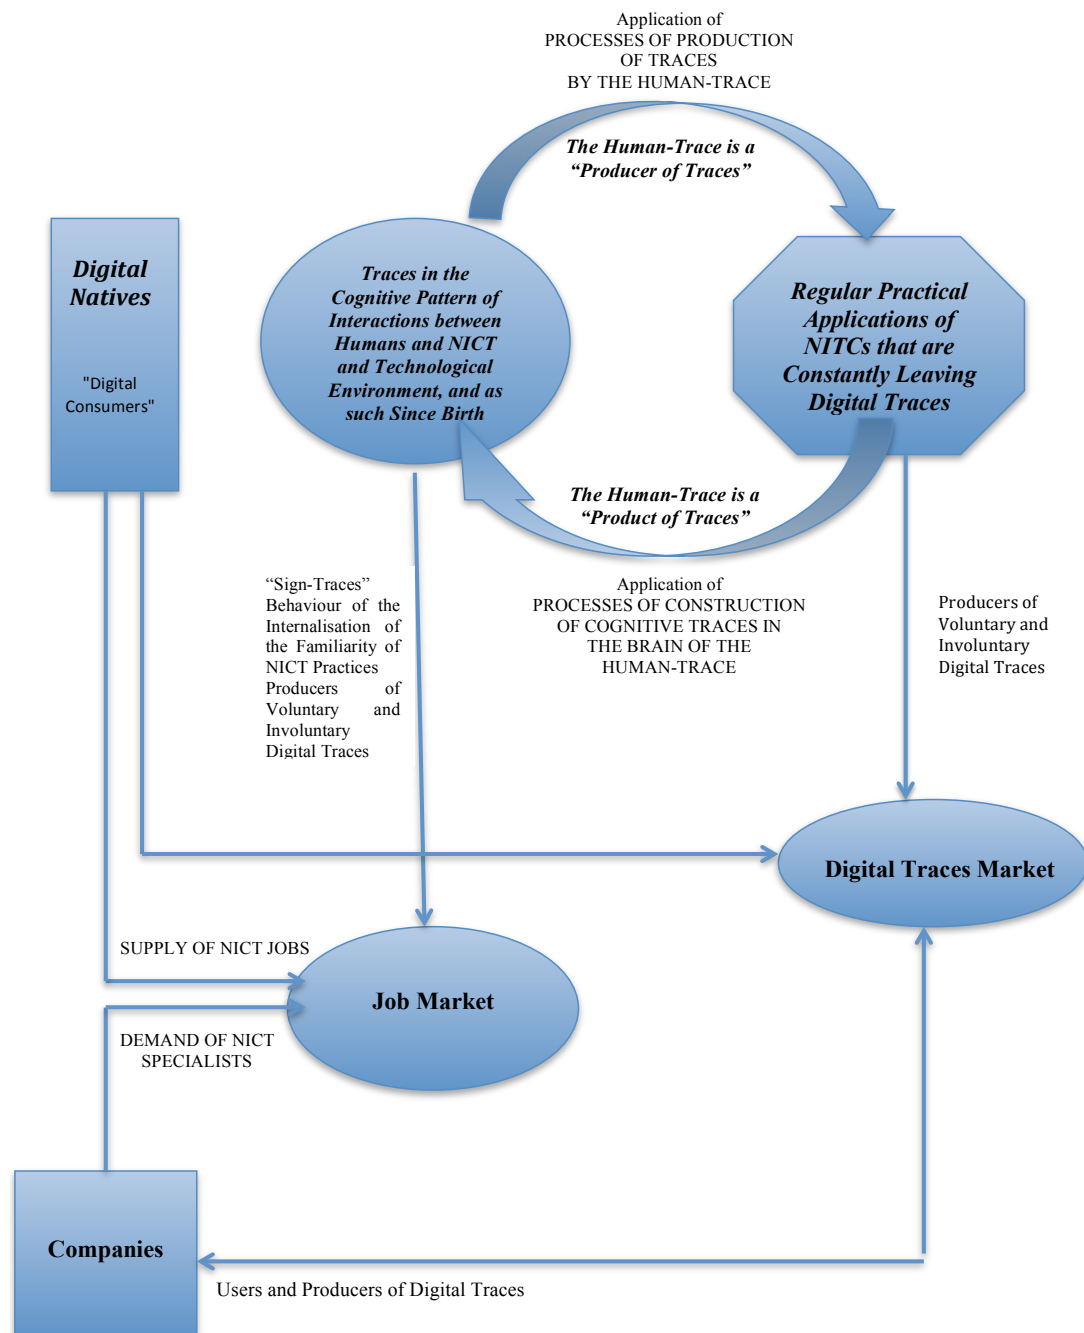 Application of
PROCESSES OF PRODUCTION
OF TRACES
BY THE HUMAN-TRACE
The Human-Trace is a
“Producer of Traces”
Digital
Natives
"Digital
Consumers"
Traces in the
Cognitive Pattern of
Interactions between
Humans and NICT
and Technological
Environment, and as
such Since Birth
Regular Practical
Applications of
NITCs that are
Constantly Leaving
Digital Traces
The Human-Trace is a
“Product of Traces”
“Sign-Traces”
Behaviour of the
Internalisation of
the Familiarity of
NICT Practices
Producers of
Voluntary and
Involuntary
Digital Traces
Application of
PROCESSES OF CONSTRUCTION
OF COGNITIVE TRACES IN
THE BRAIN OF THE
HUMAN-TRACE
Producers of
Voluntary and
Involuntary
Digital Traces
Digital Traces Market
SUPPLY OF NICT JOBS
Job Market
DEMAND OF NICT
SPECIALISTS
Companies
Users and Producers of Digital Traces